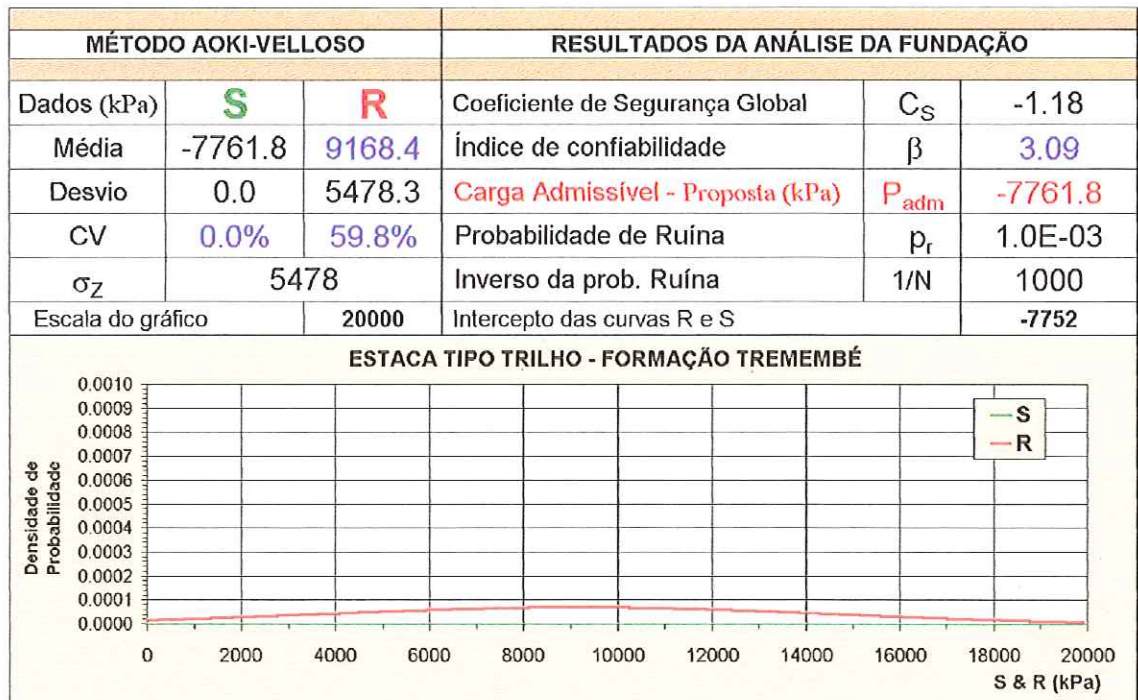 MÉTODO AOKI-VELLOSO RESULTADOS DA ANÁLISE DA FUNDAÇÃO
Dados (kPa) S R Coeficiente de Segurança Global C_S -1.18
Média -7761.8 9168.4 Índice de confiabilidade β 3.09
Desvio 0.0 5478.3 Carga Admissível - Proposta (kPa) P_adm -7761.8
CV 0.0% 59.8% Probabilidade de Ruína p_r 1.0E-03
σ_Z 5478 Inverso da prob. Ruína 1/N 1000
Escala do gráfico 20000 Intercepto das curvas R e S -7752
ESTACA TIPO TRILHO - FORMAÇÃO TREMEMBÉ
Densidade de
Probabilidade
0.0010
0.0009
0.0008
0.0007
0.0006
0.0005
0.0004
0.0003
0.0002
0.0001
0.0000
S
R
0 2000 4000 6000 8000 10000 12000 14000 16000 18000 20000
S & R (kPa)